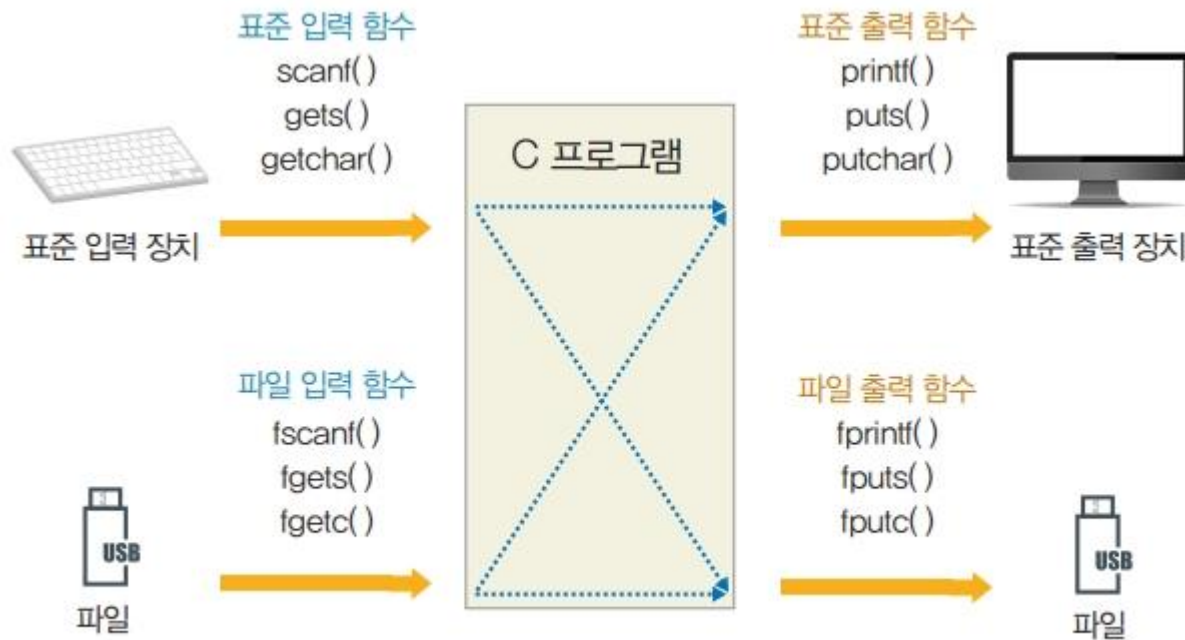 표준 입력 함수
scanf( )
gets( )
getchar( )
표준 입력 장치
C 프로그램
표준 출력 함수
printf( )
puts( )
putchar( )
표준 출력 장치
파일 입력 함수
fscanf( )
fgets( )
fgetc( )
USB
파일
파일 출력 함수
fprintf( )
fputs( )
fputc( )
USB
파일